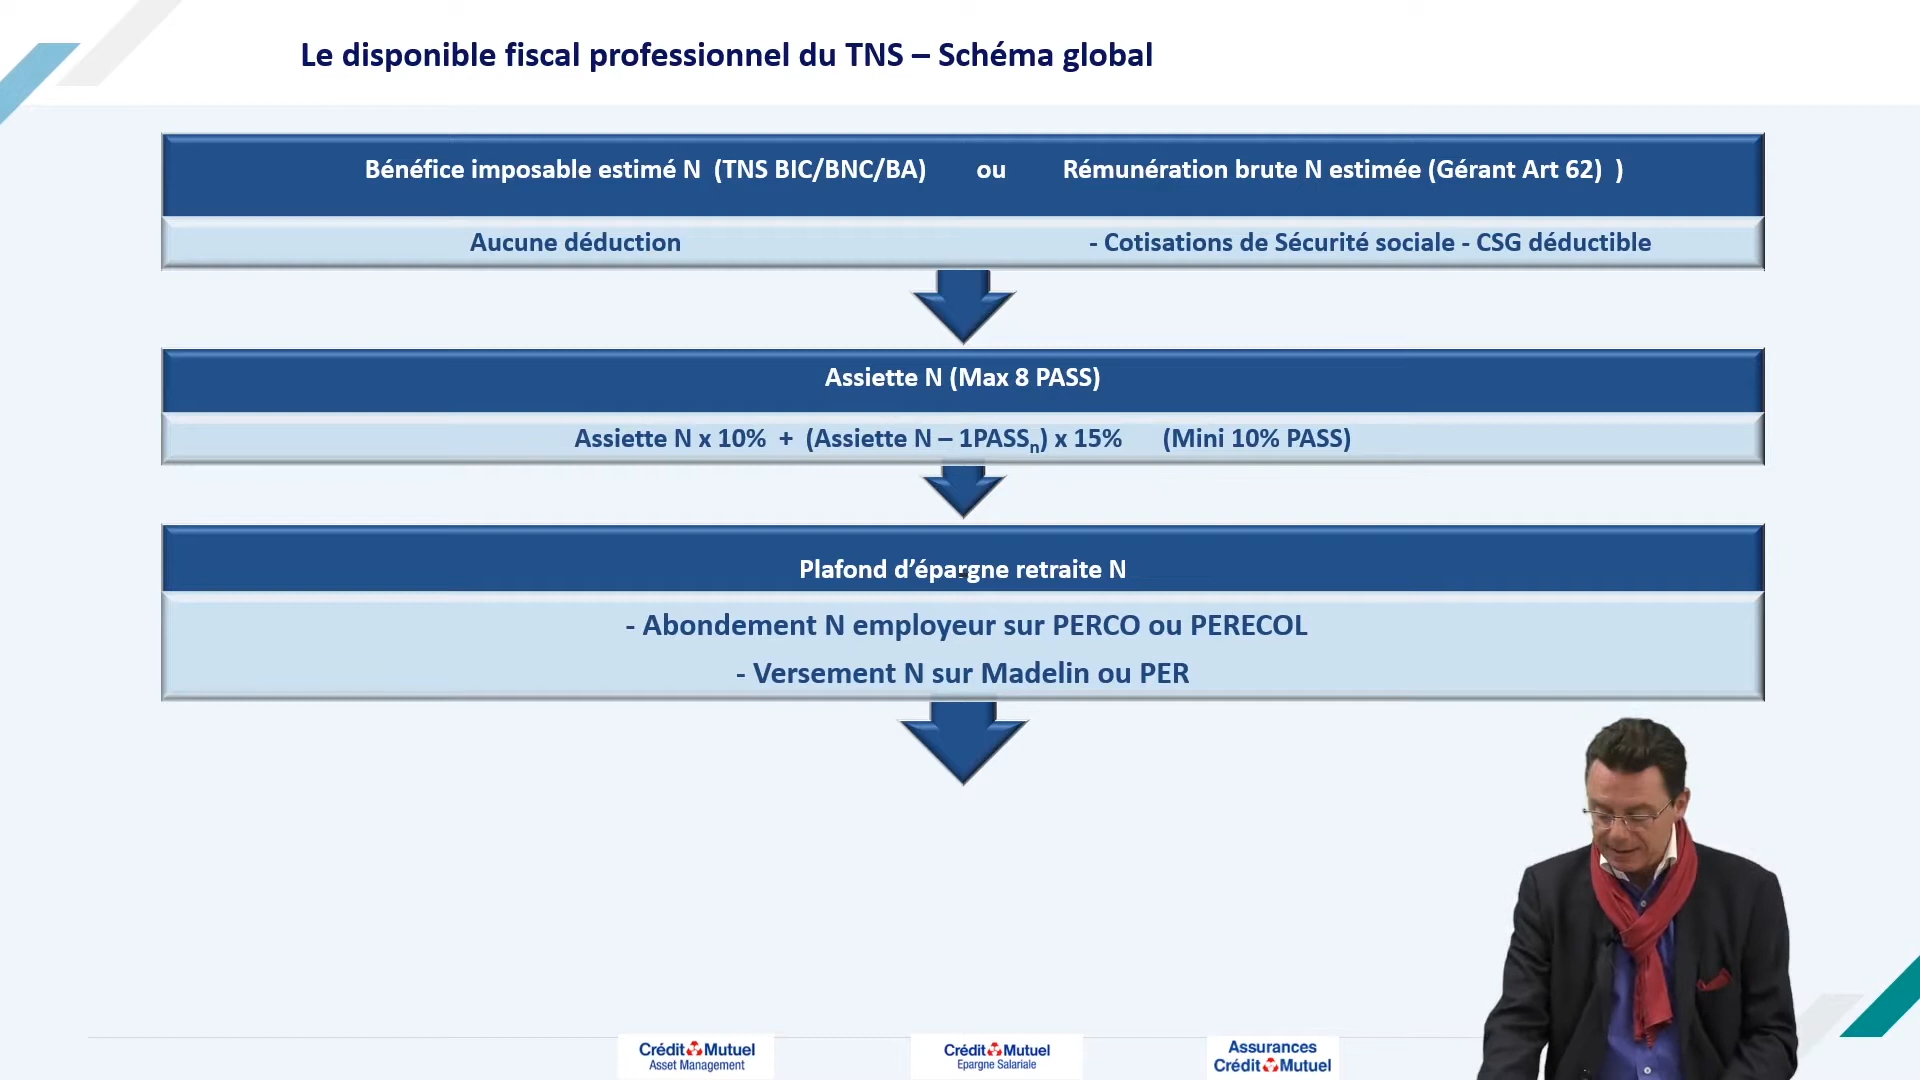 Le disponible fiscal professionnel du TNS – Schéma global
Bénéfice imposable estimé N (TNS BIC/BNC/BA) ou Rémunération brute N estimée (Gérant Art 62) )
Aucune déduction - Cotisations de Sécurité sociale - CSG déductible
Assiette N (Max 8 PASS)
Assiette N x 10% + (Assiette N – 1PASSn) x 15% (Mini 10% PASS)
Plafond d’épargne retraite N
- Abondement N employeur sur PERCO ou PERECOL
- Versement N sur Madelin ou PER
Crédit Mutuel
Asset Management
Crédit Mutuel
Epargne Salariale
Assurances
Crédit Mutuel